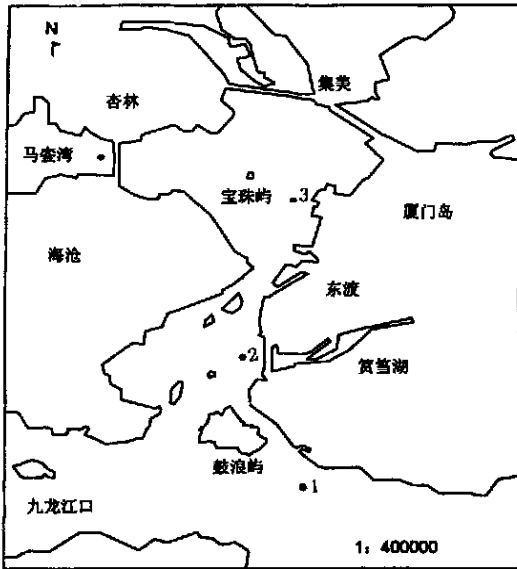 N
集美
杏林
马銮湾
宝珠屿
3
厦门岛
海沧
东渡
2
筼筜湖
鼓浪屿
1
九龙江口
1：400000